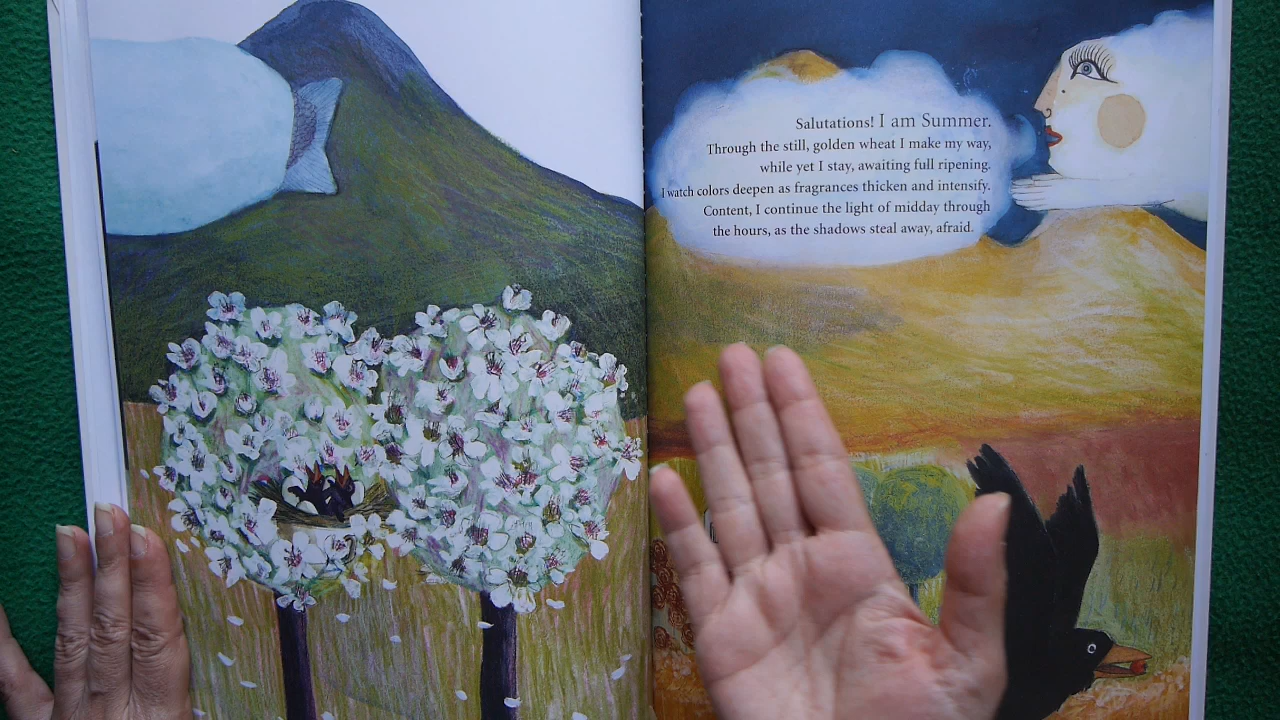 Salutations! I am Summer.
Through the still, golden wheat I make my way,
while yet I stay, awaiting full ripening.
I watch colors deepen as fragrances thicken and intensify.
Content, I continue the light of midday through
the hours, as the shadows steal away, afraid.